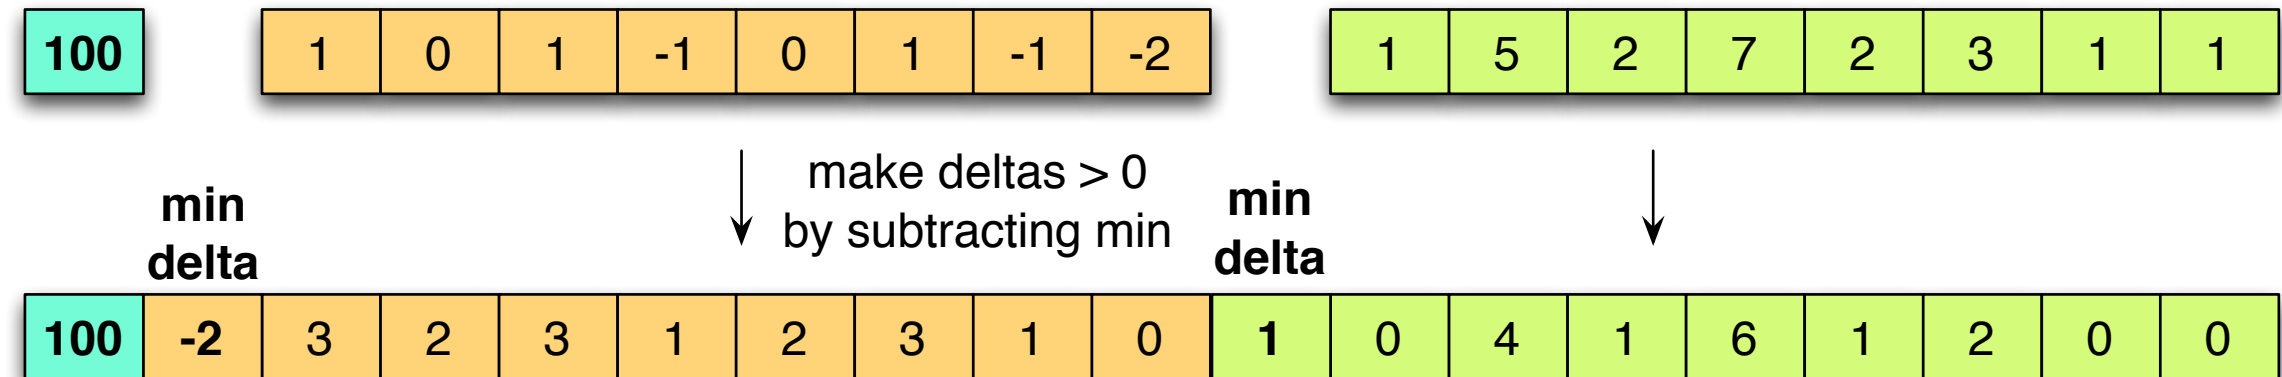 100 1 0 1 -1 0 1 -1 -2 1 5 2 7 2 3 1 1
make deltas > 0
by subtracting min
min
delta
min
delta
100 -2 3 2 3 1 2 3 1 0 1 0 4 1 6 1 2 0 0